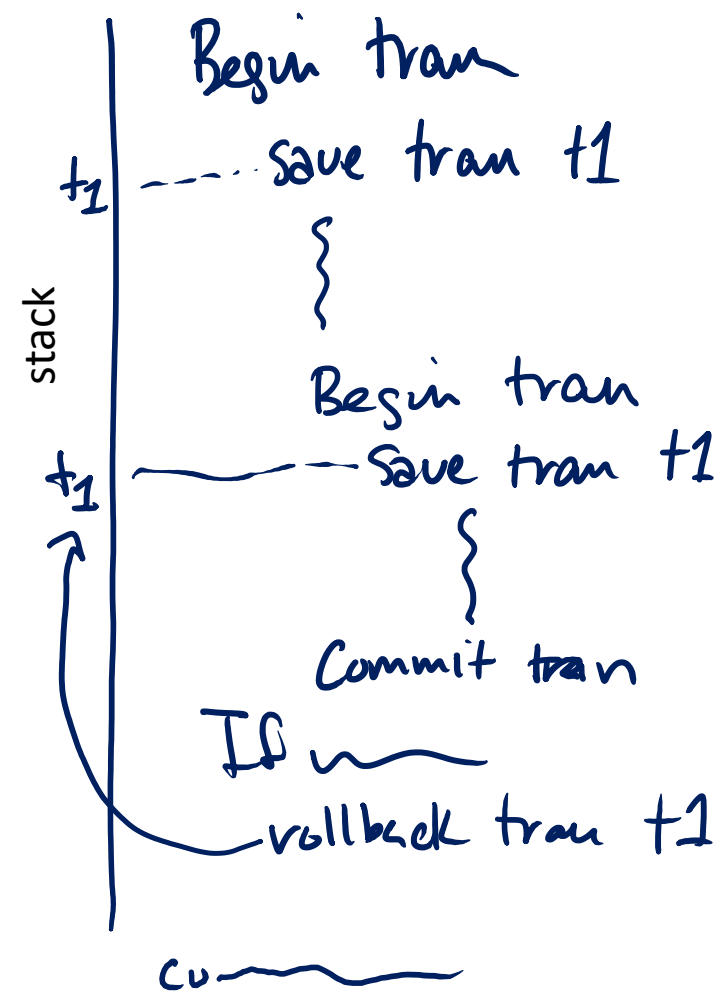 Begin tran
t1 save tran t1
stack
Begin tran
t1 save tran t1
Commit tran
IF
rollback tran t1